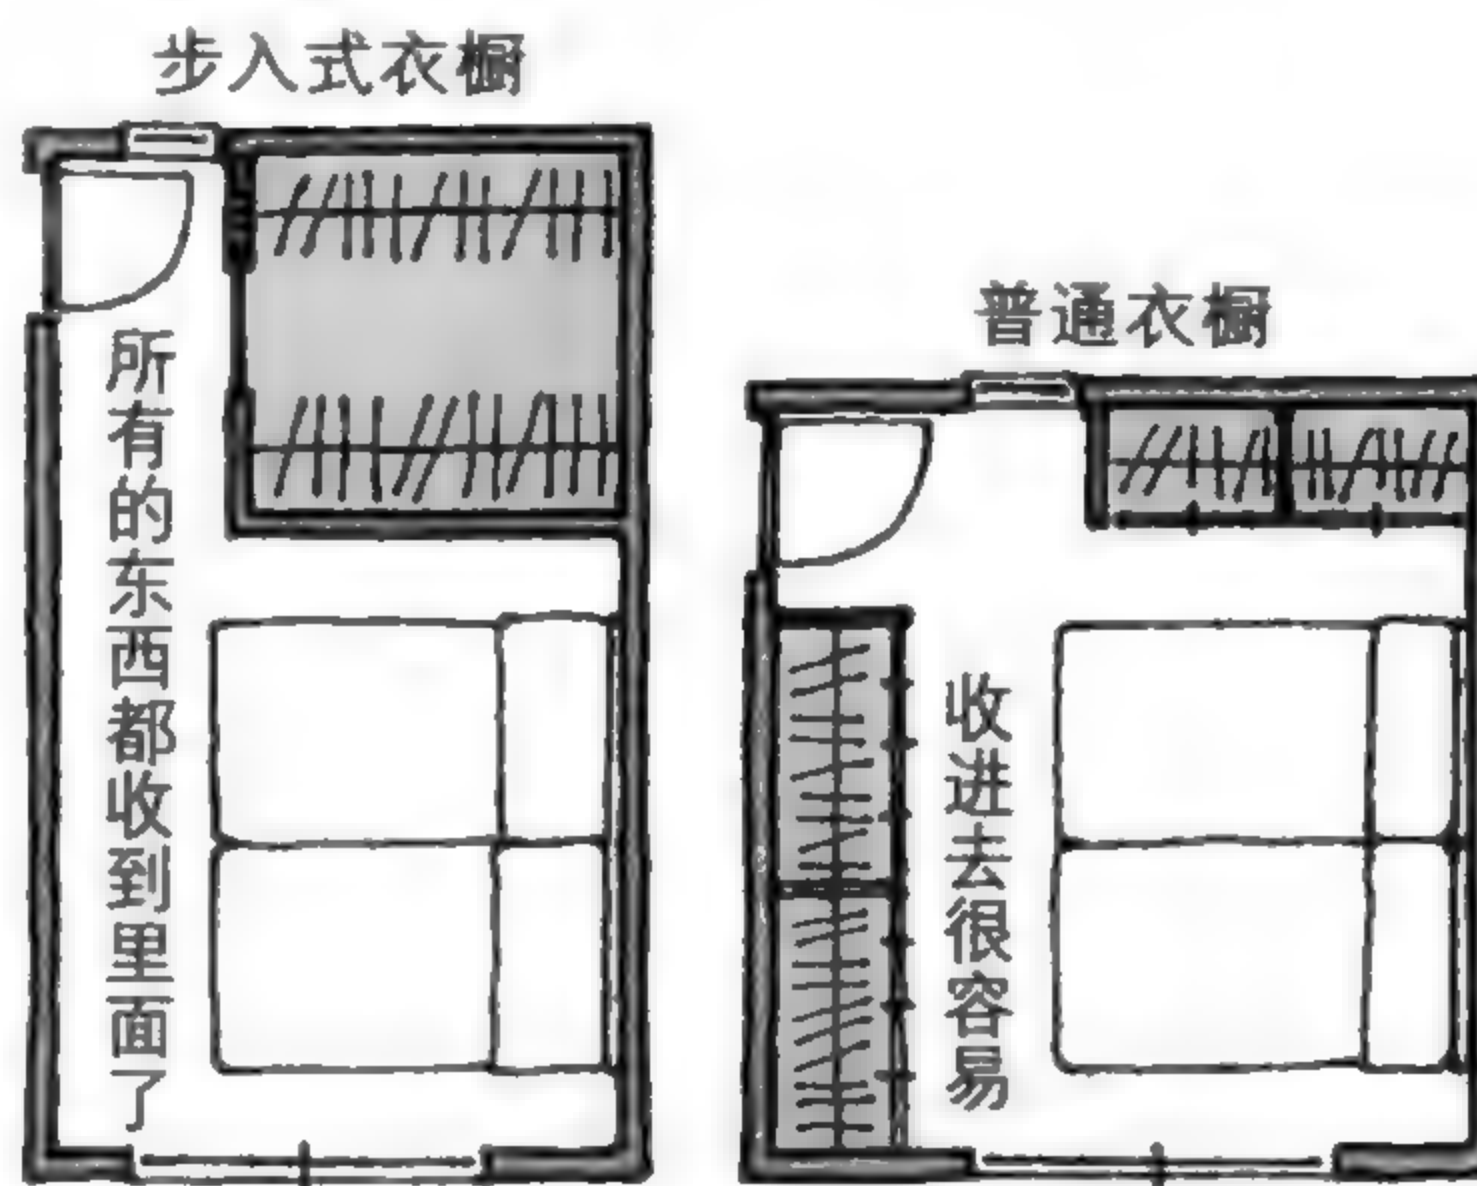 步入式衣橱
所有的东西都收到里面了
普通衣橱
收进去很容易